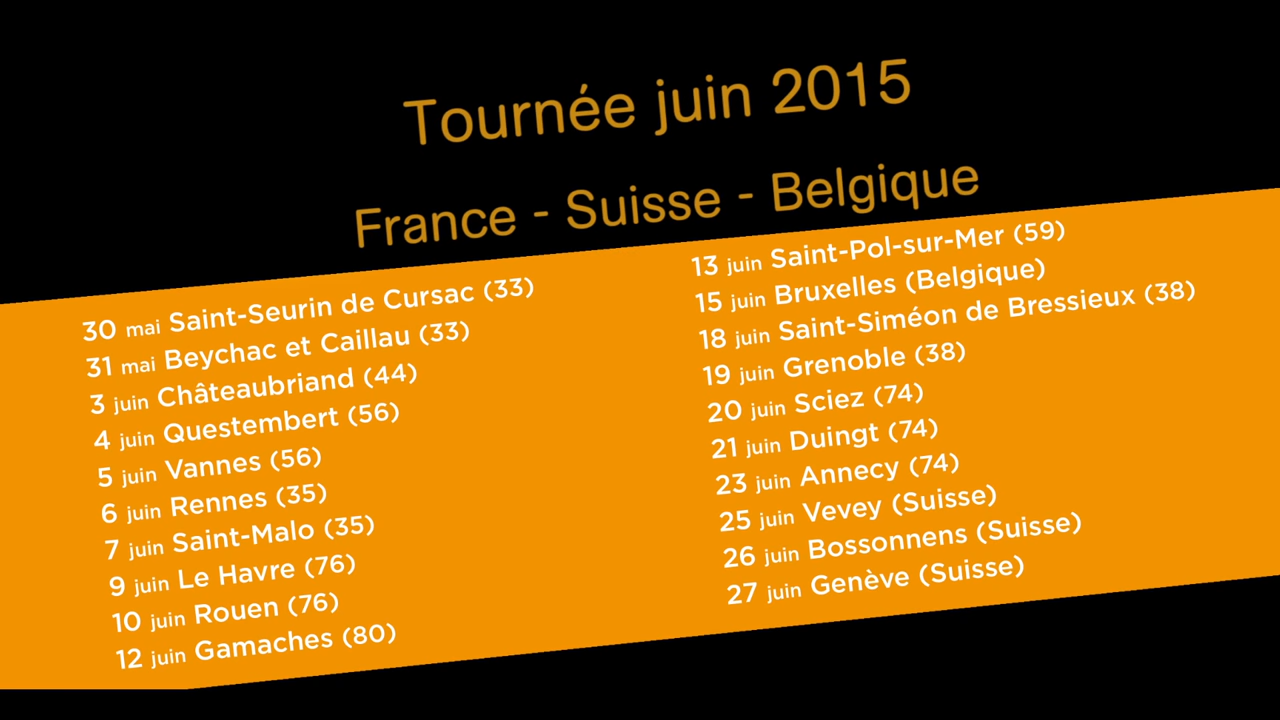 Tournée juin 2015
France - Suisse - Belgique
30 mai Saint-Seurin de Cursac (33)
31 mai Beychac et Caillau (33)
3 juin Châteaubriand (44)
4 juin Questembert (56)
5 juin Vannes (56)
6 juin Rennes (35)
7 juin Saint-Malo (35)
9 juin Le Havre (76)
10 juin Rouen (76)
12 juin Gamaches (80)
13 juin Saint-Pol-sur-Mer (59)
15 juin Bruxelles (Belgique)
18 juin Saint-Siméon de Bressieux (38)
19 juin Grenoble (38)
20 juin Sciez (74)
21 juin Duingt (74)
23 juin Annecy (74)
25 juin Vevey (Suisse)
26 juin Bossonnens (Suisse)
27 juin Genève (Suisse)